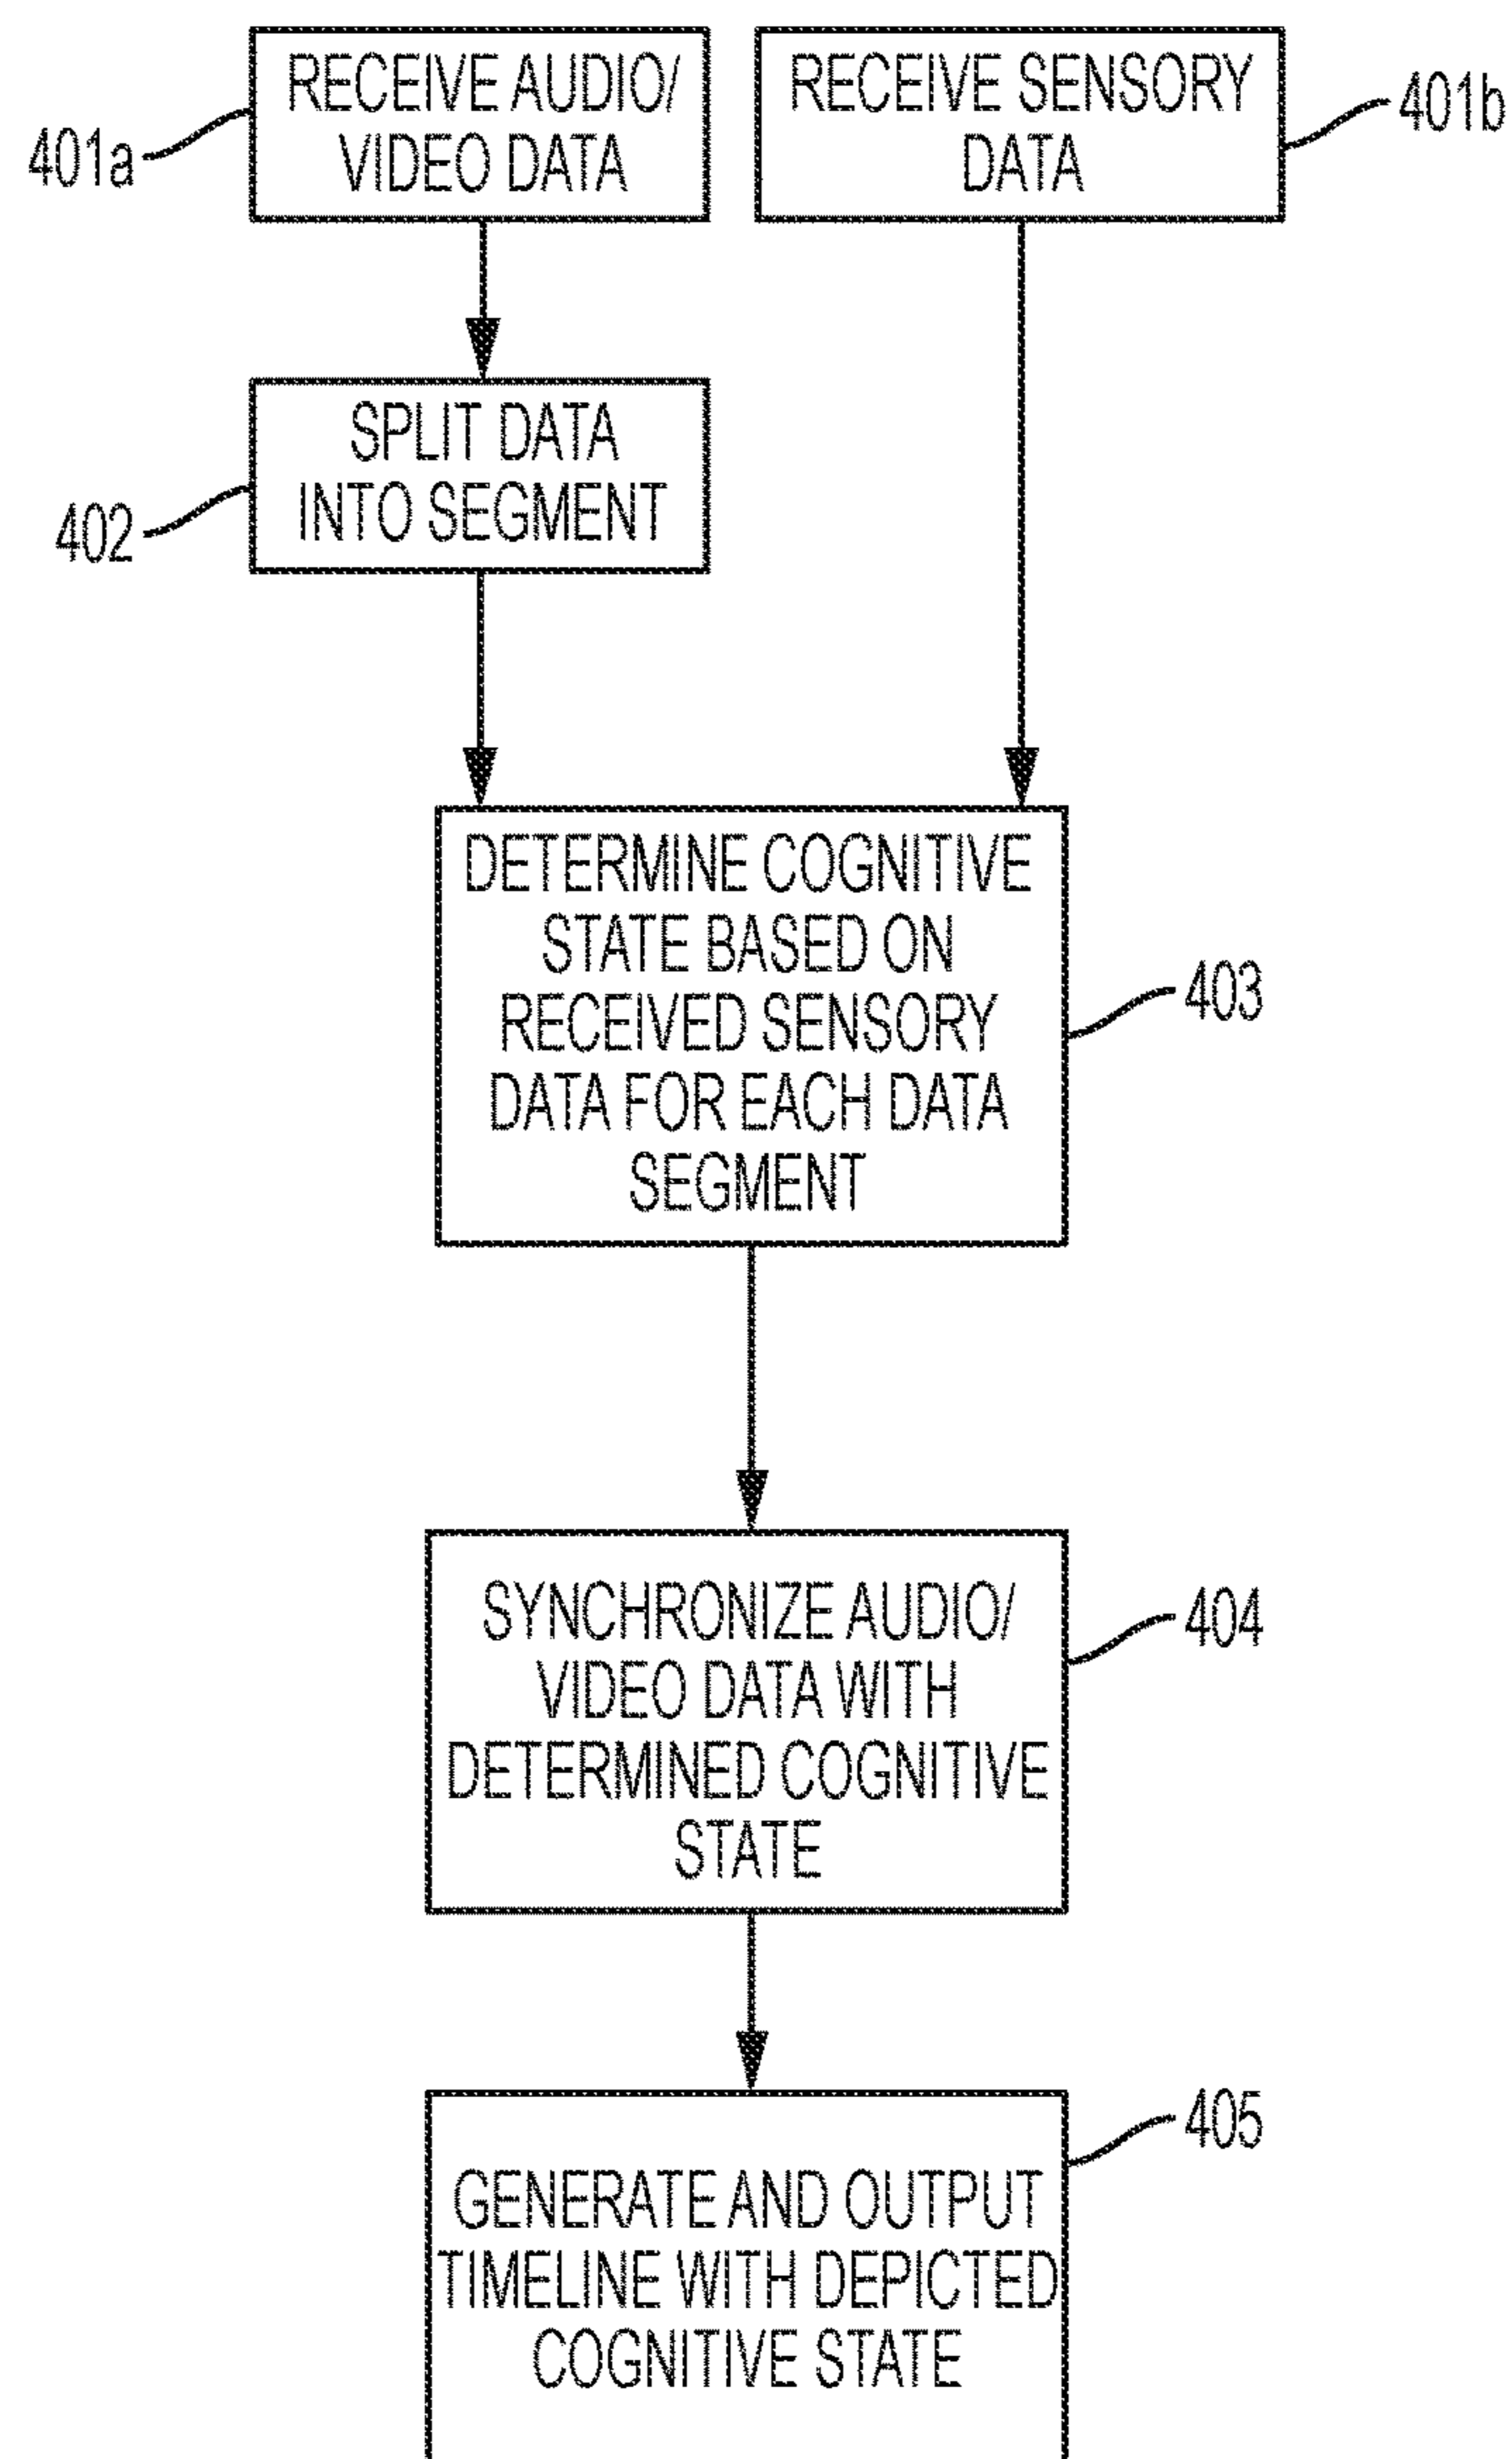 RECEIVE AUDIO/
VIDEO DATA
401a
RECEIVE SENSORY
DATA
401b
SPLIT DATA
INTO SEGMENT
402
DETERMINE COGNITIVE
STATE BASED ON
RECEIVED SENSORY
DATA FOR EACH DATA
SEGMENT
403
SYNCHRONIZE AUDIO/
VIDEO DATA WITH
DETERMINED COGNITIVE
STATE
404
GENERATE AND OUTPUT
TIMELINE WITH DEPICTED
COGNITIVE STATE
405